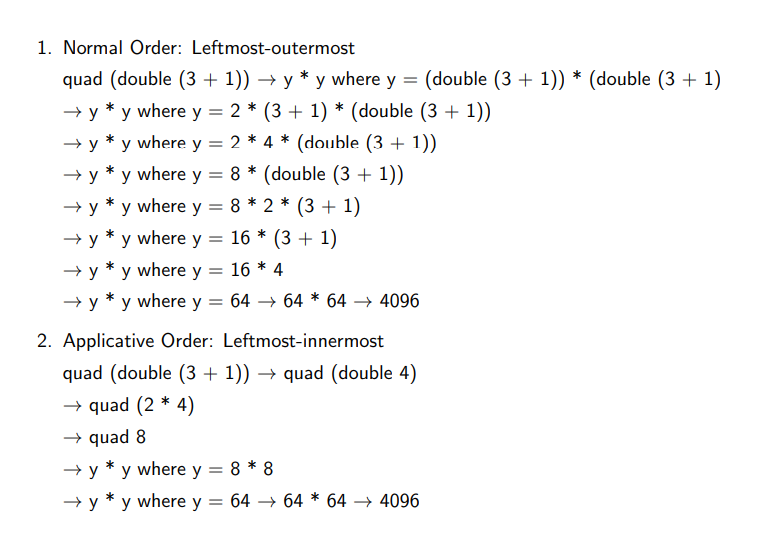 1. Normal Order: Leftmost-outermost
quad (double (3 + 1)) → y * y where y = (double (3 + 1)) * (double (3 + 1)
→ y * y where y = 2 * (3 + 1) * (double (3 + 1))
→ y * y where y = 2 * 4 * (double (3 + 1))
→ y * y where y = 8 * (double (3 + 1))
→ y * y where y = 8 * 2 * (3 + 1)
→ y * y where y = 16 * (3 + 1)
→ y * y where y = 16 * 4
→ y * y where y = 64 → 64 * 64 → 4096
2. Applicative Order: Leftmost-innermost
quad (double (3 + 1)) → quad (double 4)
→ quad (2 * 4)
→ quad 8
→ y * y where y = 8 * 8
→ y * y where y = 64 → 64 * 64 → 4096